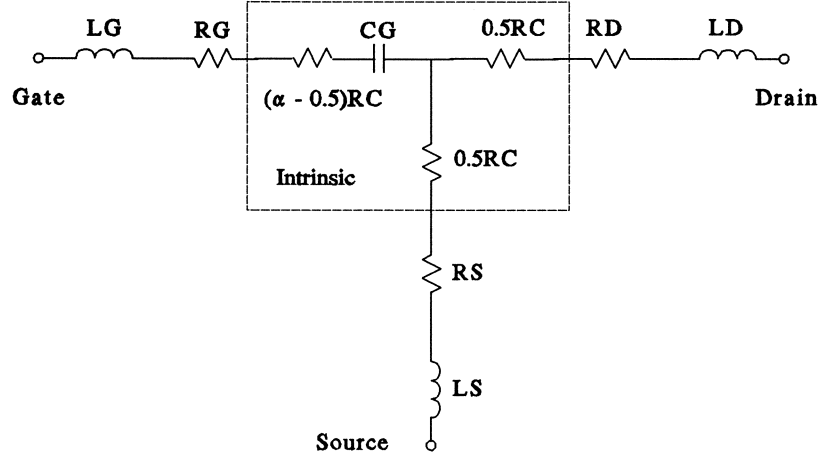 LG
RG
CG
0.5RC
RD
LD
Gate
(α - 0.5)RC
Drain
0.5RC
Intrinsic
RS
LS
Source